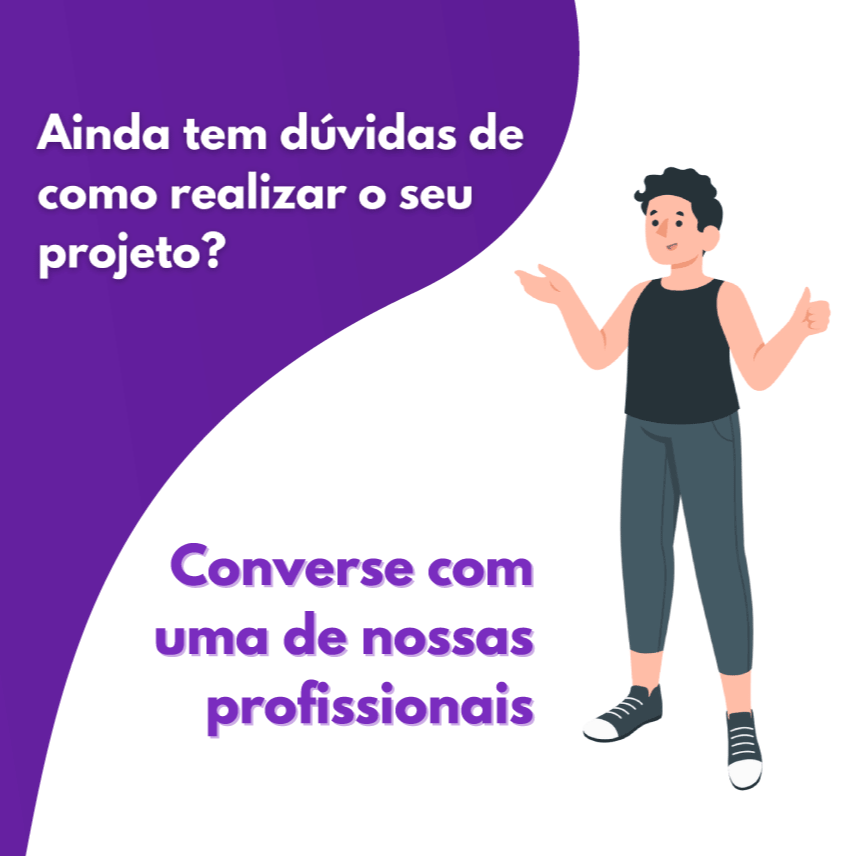 Ainda tem dúvidas de
como realizar o seu
projeto?
Converse com
uma de nossas
profissionais